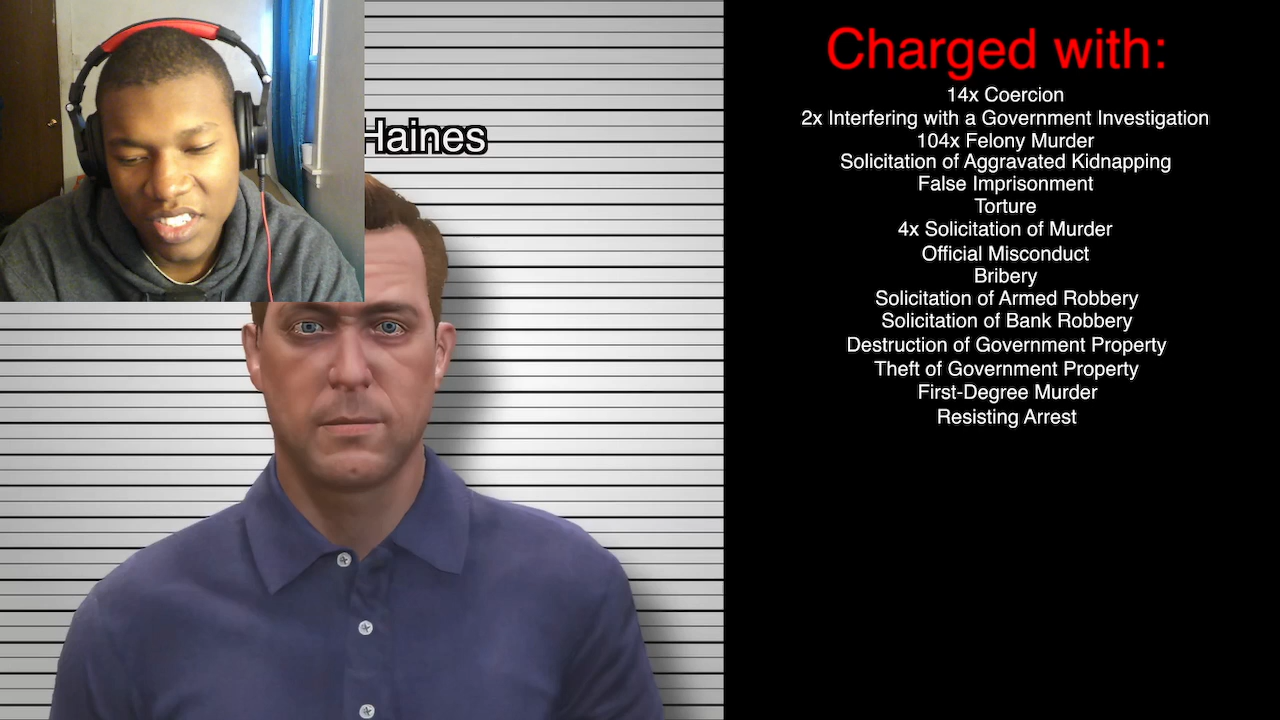 Haines
Charged with:
14x Coercion
2x Interfering with a Government Investigation
104x Felony Murder
Solicitation of Aggravated Kidnapping
False Imprisonment
Torture
4x Solicitation of Murder
Official Misconduct
Bribery
Solicitation of Armed Robbery
Solicitation of Bank Robbery
Destruction of Government Property
Theft of Government Property
First-Degree Murder
Resisting Arrest